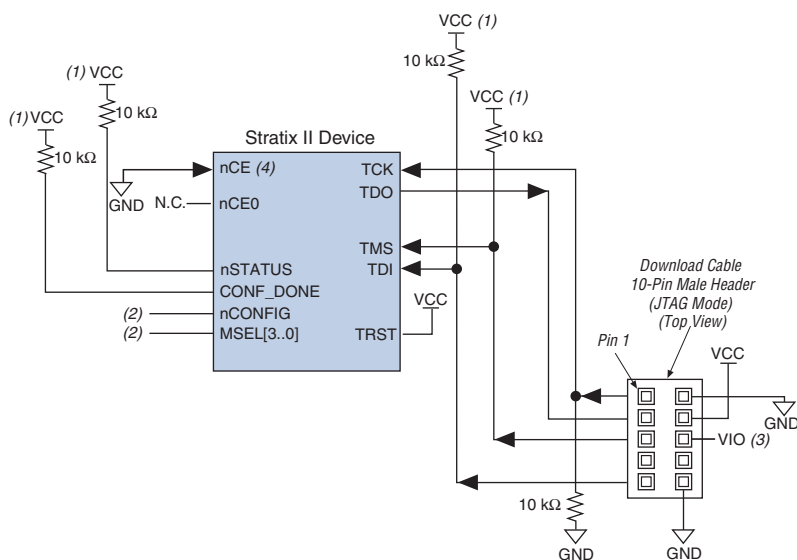 VCC (1)
10 kΩ
(1) VCC
10 kΩ
VCC (1)
10 kΩ
(1) VCC
10 kΩ
Stratix II Device
nCE (4)
TCK
GND
TDO
N.C.
nCE0
TMS
nSTATUS
TDI
CONF_DONE
VCC
(2)
nCONFIG
(2)
MSEL[3..0]
TRST
Download Cable
10-Pin Male Header
(JTAG Mode)
(Top View)
Pin 1
VCC
GND
VIO (3)
10 kΩ
GND
GND